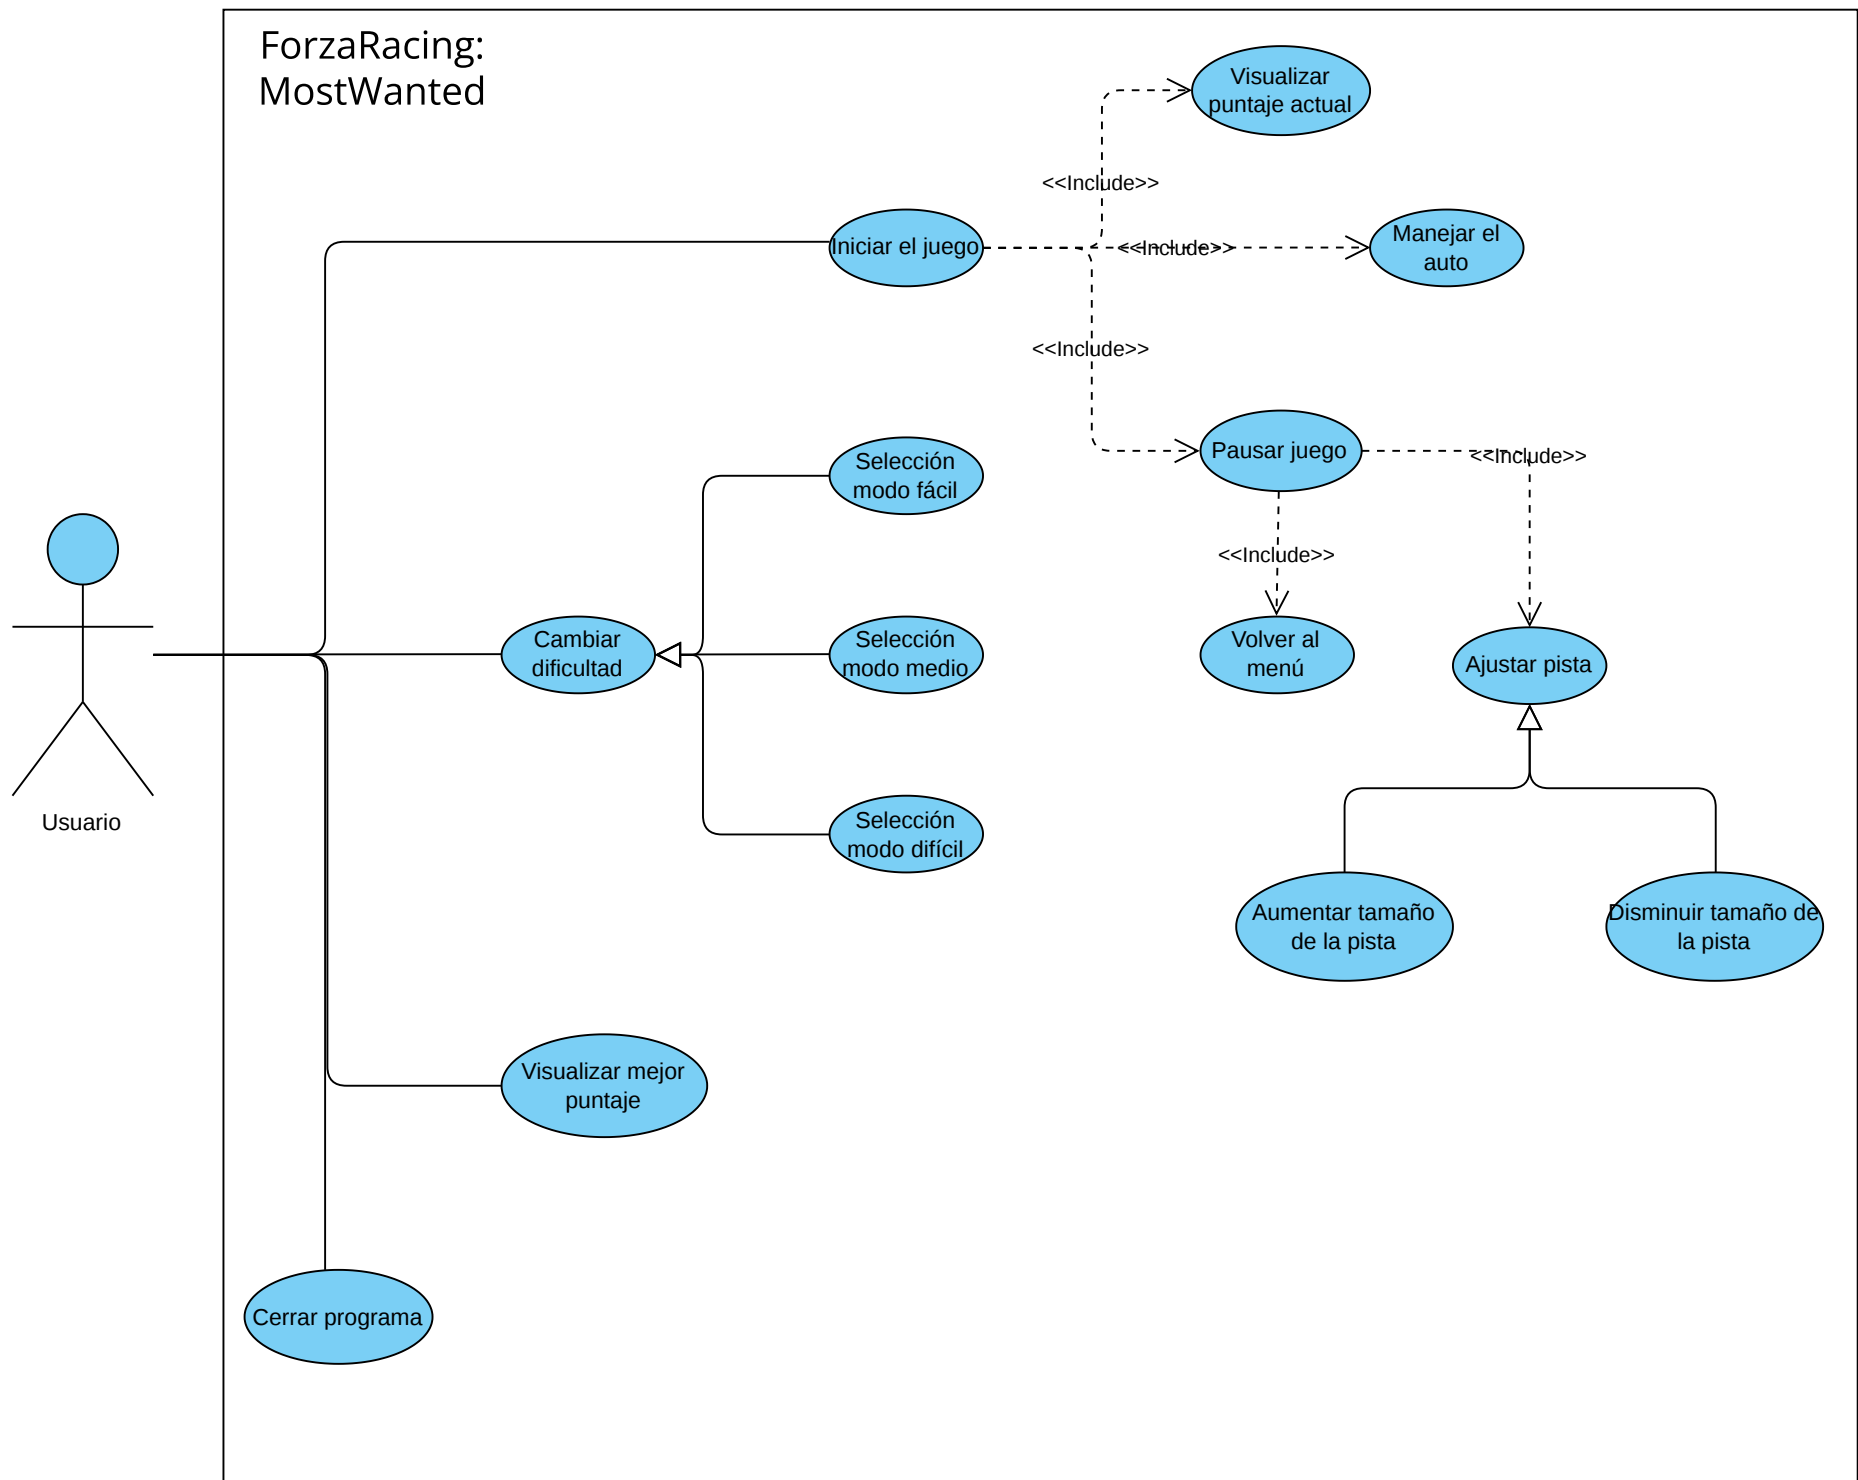 ForzaRacing:
MostWanted
Visualizar
puntaje actual
<<Include>>
Iniciar el juego
<<Include>>
Manejar el
auto
<<Include>>
Pausar juego
<<Include>>
Selección
modo fácil
<<Include>>
Cambiar
dificultad
Selección
modo medio
Volver al
menú
Ajustar pista
Usuario
Selección
modo difícil
Aumentar tamaño
de la pista
Disminuir tamaño de
la pista
Visualizar mejor
puntaje
Cerrar programa